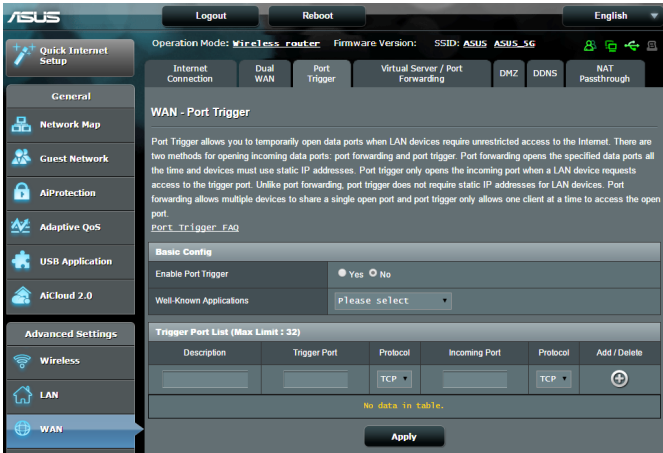 ASUS Logout Reboot English
Quick Internet Setup
Operation Mode: Wireless router Firmware Version: SSID: ASUS ASUS_5G
Internet Connection Dual WAN Port Trigger Virtual Server / Port Forwarding DMZ DDNS NAT Passthrough
General
Network Map
Guest Network
AiProtection
Adaptive QoS
USB Application
AiCloud 2.0
Advanced Settings
Wireless
LAN
WAN
WAN - Port Trigger
Port Trigger allows you to temporarily open data ports when LAN devices require unrestricted access to the Internet. There are
two methods for opening incoming data ports: port forwarding and port trigger. Port forwarding opens the specified data ports all
the time and devices must use static IP addresses. Port trigger only opens the incoming port when a LAN device requests
access to the trigger port. Unlike port forwarding, port trigger does not require static IP addresses for LAN devices. Port
forwarding allows multiple devices to share a single open port and port trigger only allows one client at a time to access the open
port.
Port Trigger FAQ
Basic Config
Enable Port Trigger Yes No
Well-Known Applications Please select
Trigger Port List (Max Limit : 32)
Description Trigger Port Protocol Incoming Port Protocol Add / Delete
TCP TCP
No data in table.
Apply